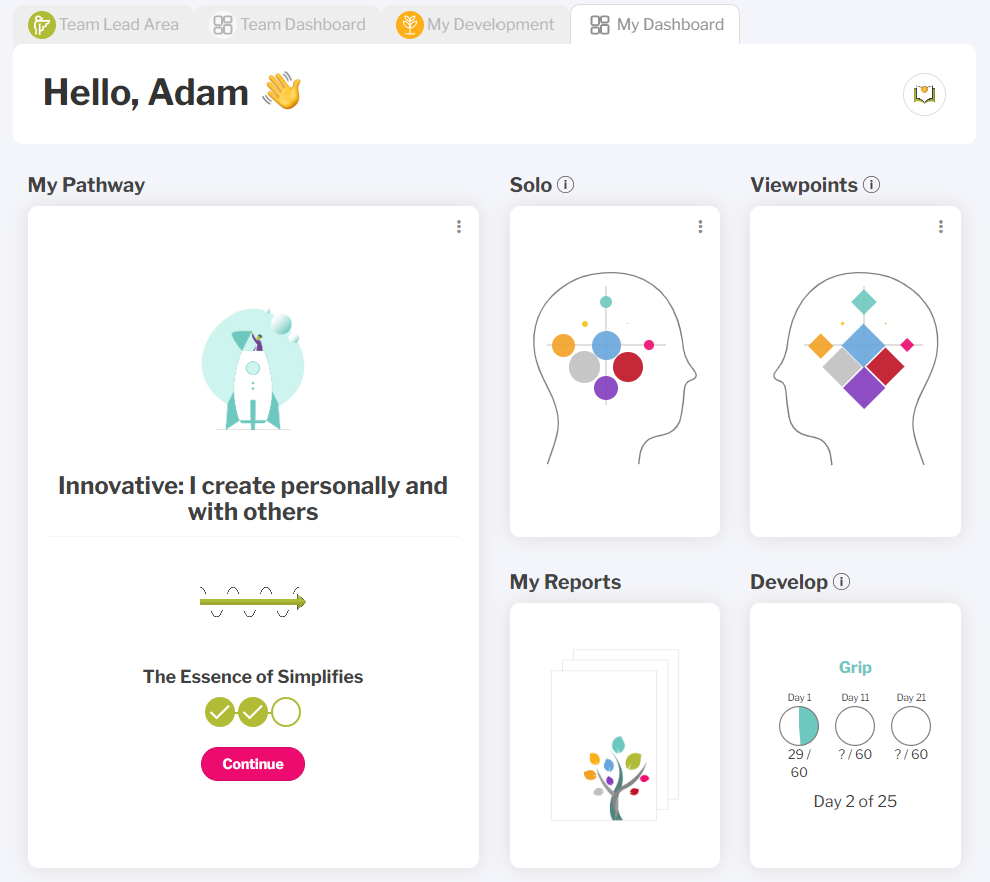 Team Lead Area
Team Dashboard
My Development
My Dashboard
Hello, Adam 👋
My Pathway
Innovative: I create personally and
with others
The Essence of Simplifies
Continue
Solo
Viewpoints
My Reports
Develop
Grip
Day 1 Day 11 Day 21
29 / ? / 60 ? / 60
60
Day 2 of 25